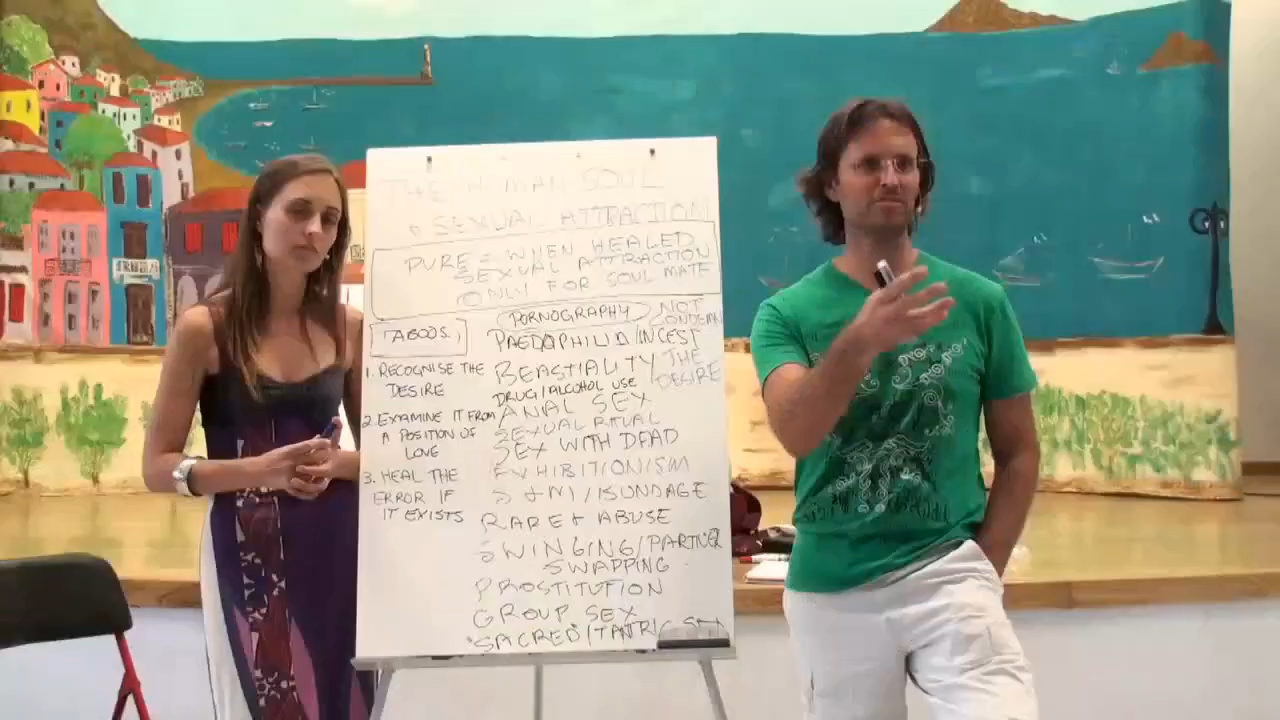 THE HUMAN SOUL
SEXUAL ATTRACTION
PURE = WHEN HEALED
SEXUAL ATTRACTION
ONLY FOR SOUL MATE
TABOOS,
1. RECOGNISE THE
DESIRE
2. EXAMINE IT FROM
A POSITION OF
LOVE
3. HEAL THE
ERROR IF
IT EXISTS
PORNOGRAPHY
PAEDOPHILIA/INCEST
BEASTIALITY
DRUG/ALCOHOL USE
ANAL SEX
SEXUAL RITUAL
SEX WITH DEAD
EXHIBITIONISM
S+M/BONDAGE
RAPE + ABUSE
SWINGING/PARTNER
SWAPPING
PROSTITUTION
GROUP SEX
"SACRED"/TANTRIC SEX
NOT
CONDEMN
THE
DESIRE